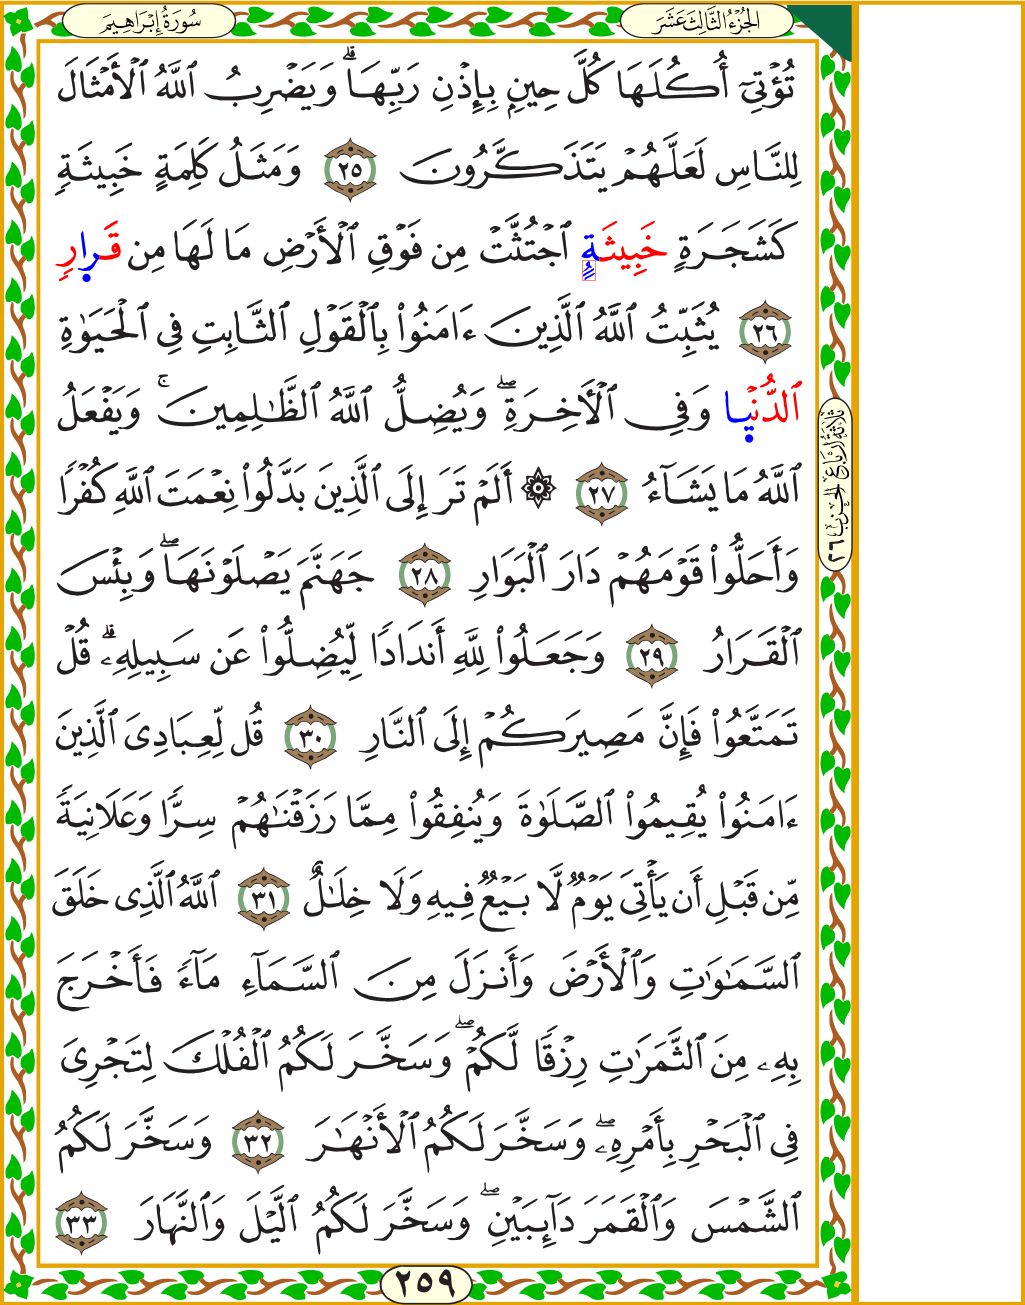 سُورَةُ إِبْرَاهِيمَ
الجُزْءُ الثَّالِثَ عَشَرَ
تُؤْتِيٓ أُكُلَهَا كُلَّ حِينِۭ بِإِذْنِ رَبِّهَاۗ وَيَضْرِبُ ٱللَّهُ ٱلْأَمْثَالَ
لِلنَّاسِ لَعَلَّهُمْ يَتَذَكَّرُونَ ٢٥ وَمَثَلُ كَلِمَةٍ خَبِيثَةٖ
كَشَجَرَةٍ خَبِيثَةٍ ٱجْتُثَّتْ مِن فَوْقِ ٱلْأَرْضِ مَا لَهَا مِن قَرَارٖ
٢٦ يُثَبِّتُ ٱللَّهُ ٱلَّذِينَ ءَامَنُواْ بِٱلْقَوْلِ ٱلثَّابِتِ فِي ٱلْحَيَوٰةِ
ٱلدُّنْيَا وَفِي ٱلْأٓخِرَةِۖ وَيُضِلُّ ٱللَّهُ ٱلظَّٰلِمِينَۚ وَيَفْعَلُ
ٱللَّهُ مَا يَشَآءُ ٢٧ ۞ أَلَمْ تَرَ إِلَى ٱلَّذِينَ بَدَّلُواْ نِعْمَتَ ٱللَّهِ كُفْرٗا
وَأَحَلُّواْ قَوْمَهُمْ دَارَ ٱلْبَوَارِ ٢٨ جَهَنَّمَ يَصْلَوْنَهَاۖ وَبِئْسَ
ٱلْقَرَارُ ٢٩ وَجَعَلُواْ لِلَّهِ أَندَادٗا لِّيُضِلُّواْ عَن سَبِيلِهِۦۗ قُلْ
تَمَتَّعُواْ فَإِنَّ مَصِيرَكُمْ إِلَى ٱلنَّارِ ٣٠ قُل لِّعِبَادِيَ ٱلَّذِينَ
ءَامَنُواْ يُقِيمُواْ ٱلصَّلَوٰةَ وَيُنفِقُواْ مِمَّا رَزَقْنَٰهُمْ سِرّٗا وَعَلَانِيَةٗ
مِّن قَبْلِ أَن يَأْتِيَ يَوْمٞ لَّا بَيْعٞ فِيهِ وَلَا خِلَٰلٌ ٣١ ٱللَّهُ ٱلَّذِي خَلَقَ
ٱلسَّمَٰوَٰتِ وَٱلْأَرْضَ وَأَنزَلَ مِنَ ٱلسَّمَآءِ مَآءٗ فَأَخْرَجَ
بِهِۦ مِنَ ٱلثَّمَرَٰتِ رِزْقٗا لَّكُمْۖ وَسَخَّرَ لَكُمُ ٱلْفُلْكَ لِتَجْرِيَ
فِي ٱلْبَحْرِ بِأَمْرِهِۦۖ وَسَخَّرَ لَكُمُ ٱلْأَنْهَٰرَ ٣٢ وَسَخَّرَ لَكُمُ
ٱلشَّمْسَ وَٱلْقَمَرَ دَآئِبَيْنِۖ وَسَخَّرَ لَكُمُ ٱلَّيْلَ وَٱلنَّهَارَ ٣٣
ثَلَاثَةُ أَرْبَاعِ الْحِزْبِ ٢٦
٢٥٩